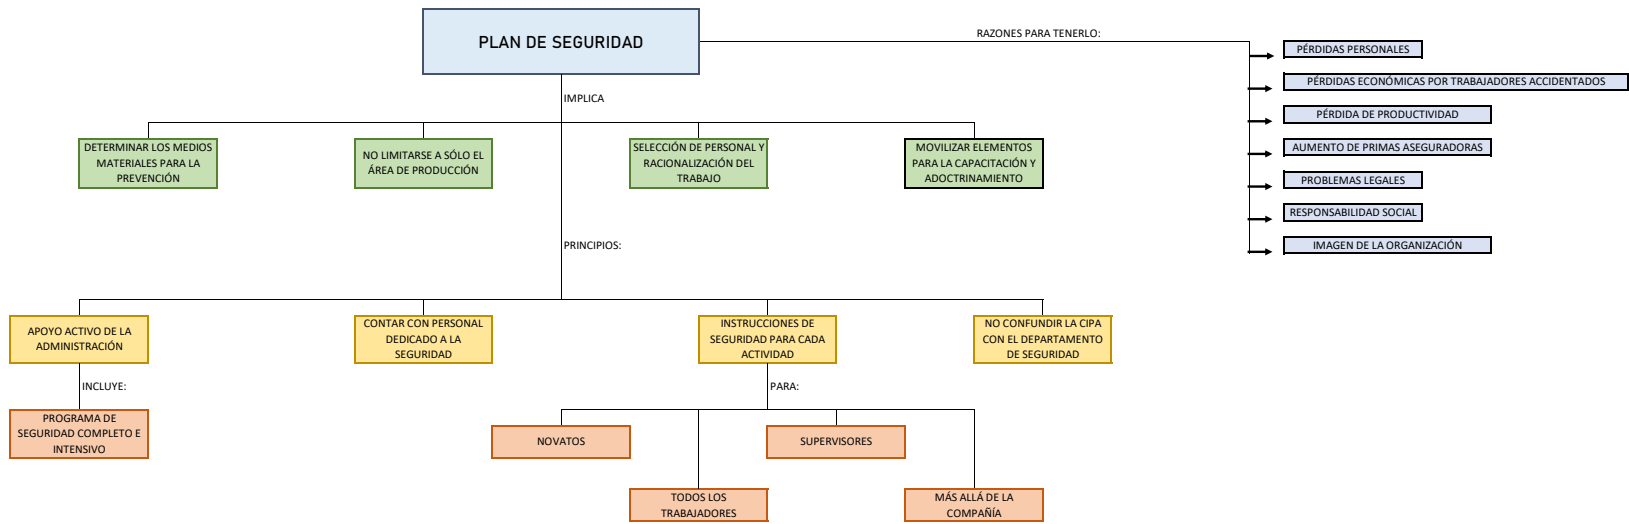 PLAN DE SEGURIDAD
RAZONES PARA TENERLO:
PÉRDIDAS PERSONALES
PÉRDIDAS ECONÓMICAS POR TRABAJADORES ACCIDENTADOS
PÉRDIDA DE PRODUCTIVIDAD
AUMENTO DE PRIMAS ASEGURADORAS
PROBLEMAS LEGALES
RESPONSABILIDAD SOCIAL
IMAGEN DE LA ORGANIZACIÓN
IMPLICA
DETERMINAR LOS MEDIOS
MATERIALES PARA LA
PREVENCIÓN
NO LIMITARSE A SÓLO EL
ÁREA DE PRODUCCIÓN
SELECCIÓN DE PERSONAL Y
RACIONALIZACIÓN DEL
TRABAJO
MOVILIZAR ELEMENTOS
PARA LA CAPACITACIÓN Y
ADOCTRINAMIENTO
PRINCIPIOS:
APOYO ACTIVO DE LA
ADMINISTRACIÓN
CONTAR CON PERSONAL
DEDICADO A LA
SEGURIDAD
INSTRUCCIONES DE
SEGURIDAD PARA CADA
ACTIVIDAD
NO CONFUNDIR LA CIPA
CON EL DEPARTAMENTO
DE SEGURIDAD
INCLUYE:
PROGRAMA DE
SEGURIDAD COMPLETO E
INTENSIVO
PARA:
NOVATOS
SUPERVISORES
TODOS LOS
TRABAJADORES
MÁS ALLÁ DE LA
COMPAÑÍA